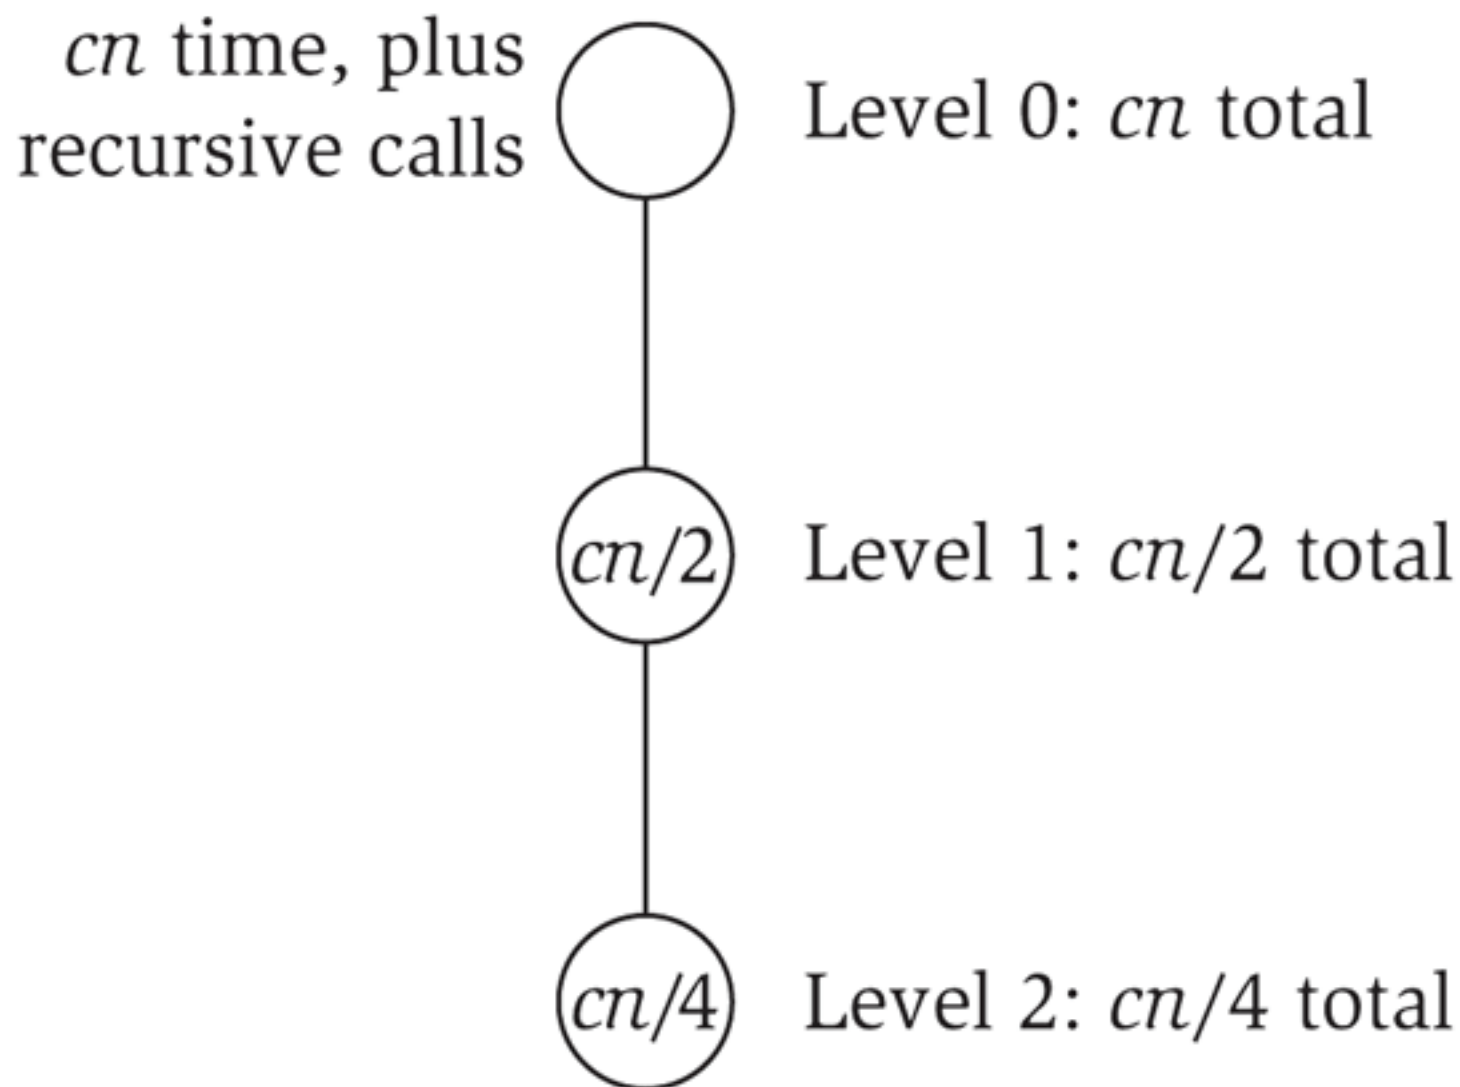 cn time, plus
recursive calls
Level 0: cn total
cn/2
Level 1: cn/2 total
cn/4
Level 2: cn/4 total